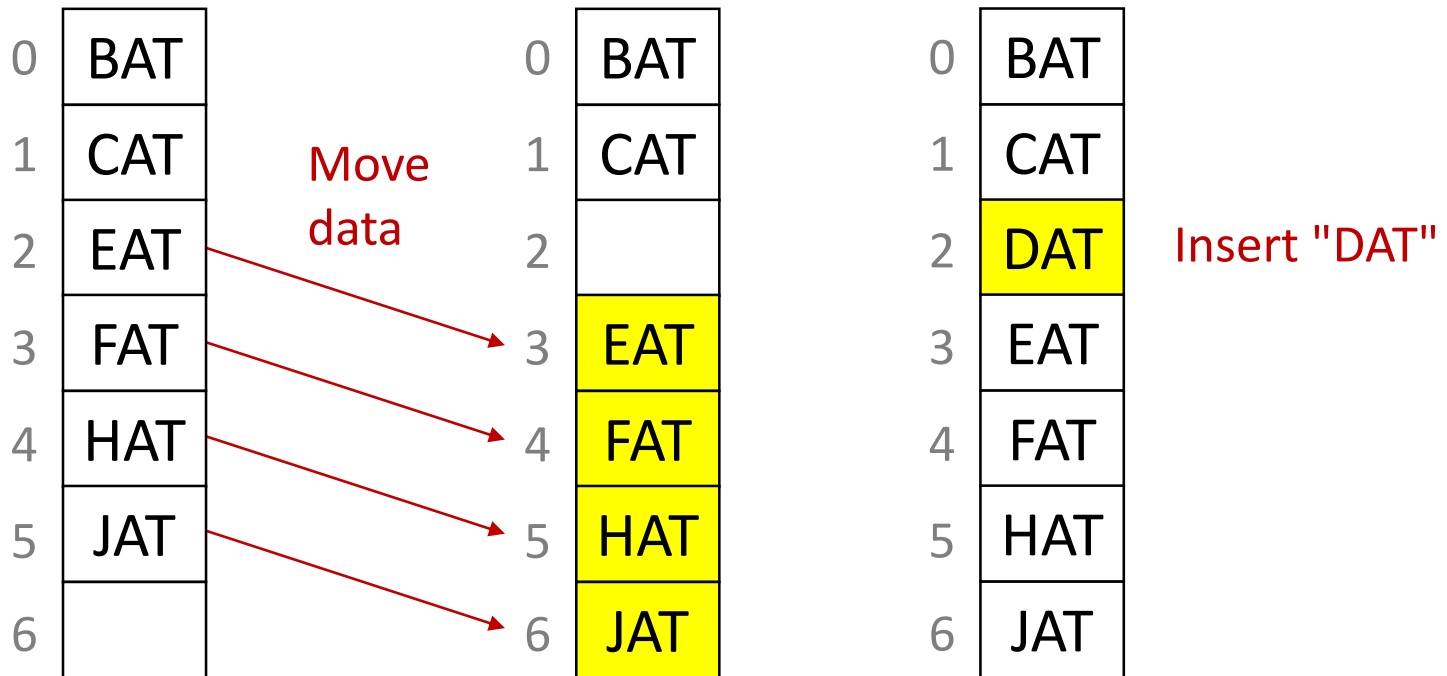 0 BAT
1 CAT
2 EAT
3 FAT
4 HAT
5 JAT
6
Move
data
0 BAT
1 CAT
2
3 EAT
4 FAT
5 HAT
6 JAT
0 BAT
1 CAT
2 DAT
3 EAT
4 FAT
5 HAT
6 JAT
Insert "DAT"